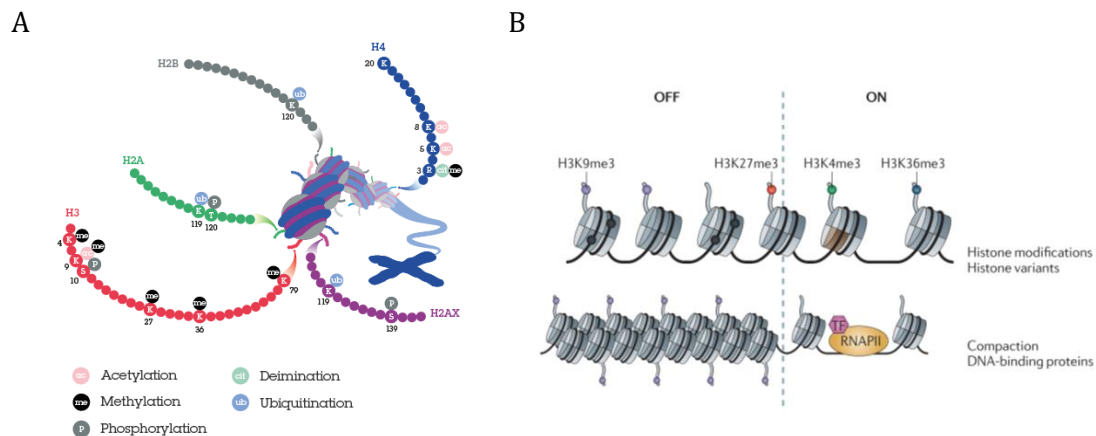 A
B
H2B
H4
20 K
ub
K
120
8 K ac
5 K ac
3 R cit me
H2A
ub P
K T
119 120
H3
4 K me
9 K ac me
10 S P
me
K
27
me
K
36
me K
79
K ub
119
P
S
139
H2AX
ac Acetylation
cit Deimination
me Methylation
ub Ubiquitination
P Phosphorylation
OFF
ON
H3K9me3
H3K27me3
H3K4me3
H3K36me3
Histone modifications
Histone variants
TF
RNAPII
Compaction
DNA-binding proteins